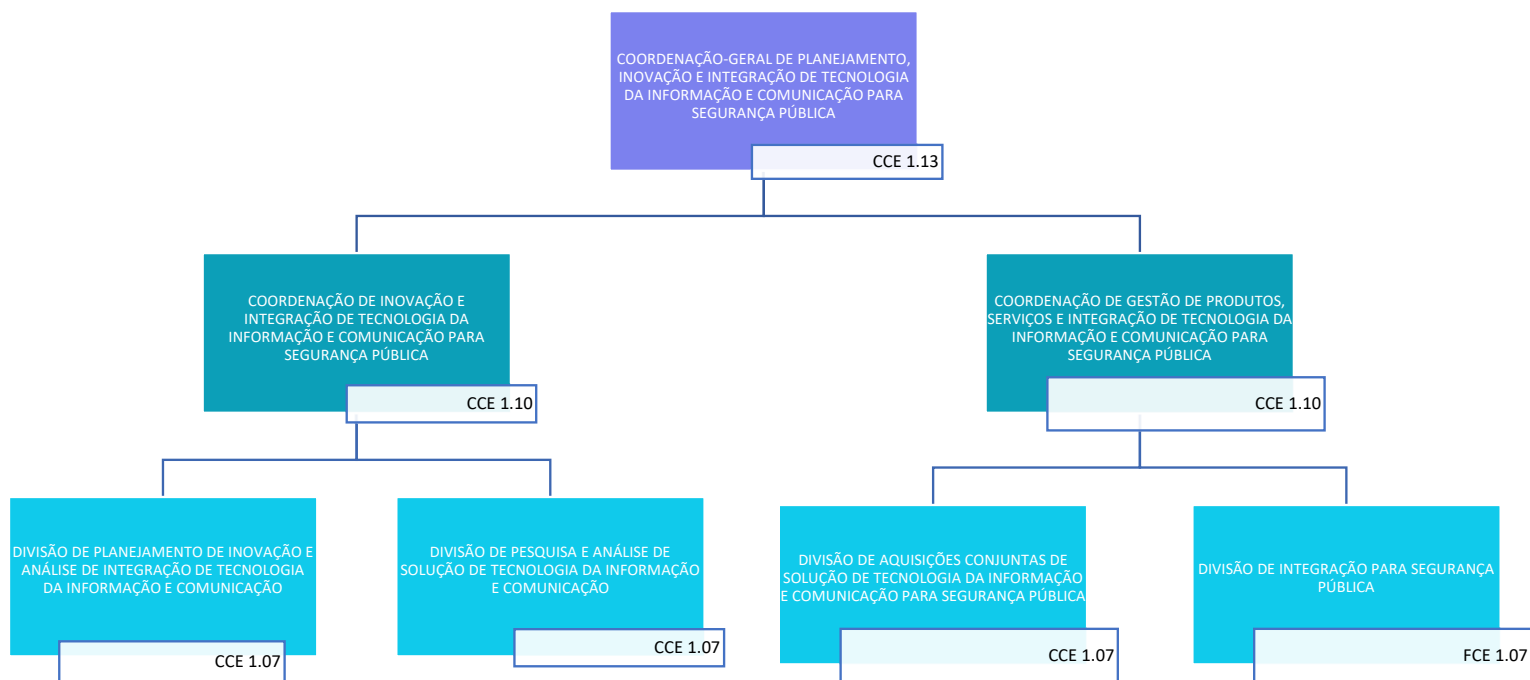 COORDENAÇÃO-GERAL DE PLANEJAMENTO,
INOVAÇÃO E INTEGRAÇÃO DE TECNOLOGIA
DA INFORMAÇÃO E COMUNICAÇÃO PARA
SEGURANÇA PÚBLICA
CCE 1.13
COORDENAÇÃO DE INOVAÇÃO E
INTEGRAÇÃO DE TECNOLOGIA DA
INFORMAÇÃO E COMUNICAÇÃO PARA
SEGURANÇA PÚBLICA
CCE 1.10
COORDENAÇÃO DE GESTÃO DE PRODUTOS,
SERVIÇOS E INTEGRAÇÃO DE TECNOLOGIA DA
INFORMAÇÃO E COMUNICAÇÃO PARA
SEGURANÇA PÚBLICA
CCE 1.10
DIVISÃO DE PLANEJAMENTO DE INOVAÇÃO E
ANÁLISE DE INTEGRAÇÃO DE TECNOLOGIA
DA INFORMAÇÃO E COMUNICAÇÃO
CCE 1.07
DIVISÃO DE PESQUISA E ANÁLISE DE
SOLUÇÃO DE TECNOLOGIA DA INFORMAÇÃO
E COMUNICAÇÃO
CCE 1.07
DIVISÃO DE AQUISIÇÕES CONJUNTAS DE
SOLUÇÃO DE TECNOLOGIA DA INFORMAÇÃO
E COMUNICAÇÃO PARA SEGURANÇA PÚBLICA
CCE 1.07
DIVISÃO DE INTEGRAÇÃO PARA SEGURANÇA
PÚBLICA
FCE 1.07